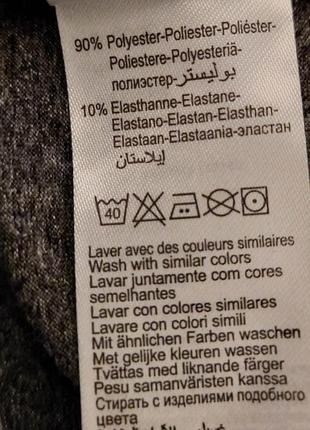 90% Polyester-Poliester-Poliéster-
Poliestere-Polyesteriä-
полиэстер-بوليستر
10% Elasthanne-Elastane-
Elastano-Elastan-Elasthan-
Elastaan-Elastaania-эластан
إيلاستان
40
Laver avec des couleurs similaires
Wash with similar colors
Lavar juntamente com cores
semelhantes
Lavar con colores similares
Lavare con colori simili
Mit ähnlichen Farben waschen
Met gelijke kleuren wassen
Tvättas med liknande färger
Pesu samanväristen kanssa
Стирать с изделиями подобного
цвета